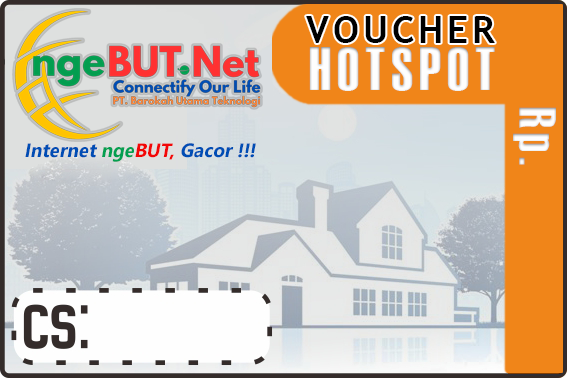 ngeBUT.Net
Connectify Our Life
PT. Barokah Utama Teknologi
Internet ngeBUT, Gacor !!!
VOUCHER
HOTSPOT
Rp.
CS: